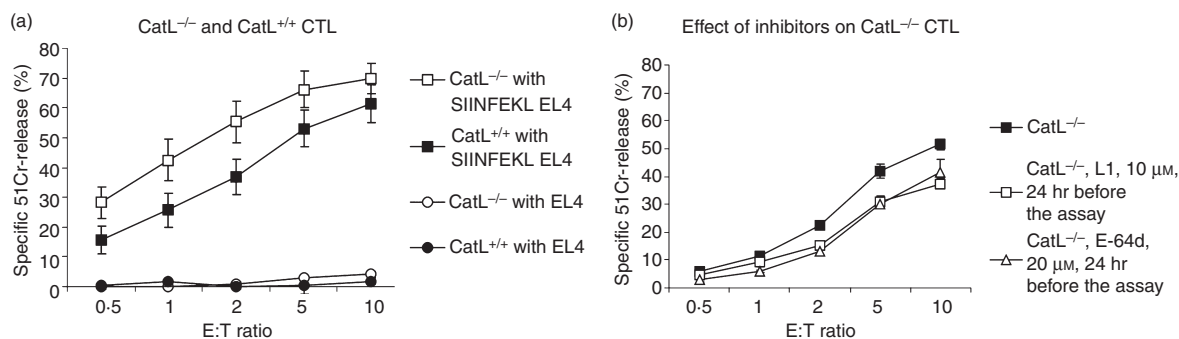 (a)
CatL–/– and CatL+/+ CTL
Specific 51Cr-release (%)
80
70
60
50
40
30
20
10
0
0·5
1
2
5
10
E:T ratio
CatL–/– with
SIINFEKL EL4
CatL+/+ with
SIINFEKL EL4
CatL–/– with EL4
CatL+/+ with EL4
(b)
Effect of inhibitors on CatL–/– CTL
Specific 51Cr-release (%)
80
70
60
50
40
30
20
10
0
0·5
1
2
5
10
E:T ratio
CatL–/–
CatL–/–, L1, 10 μM,
24 hr before
the assay
CatL–/–, E-64d,
20 μM, 24 hr
before the assay